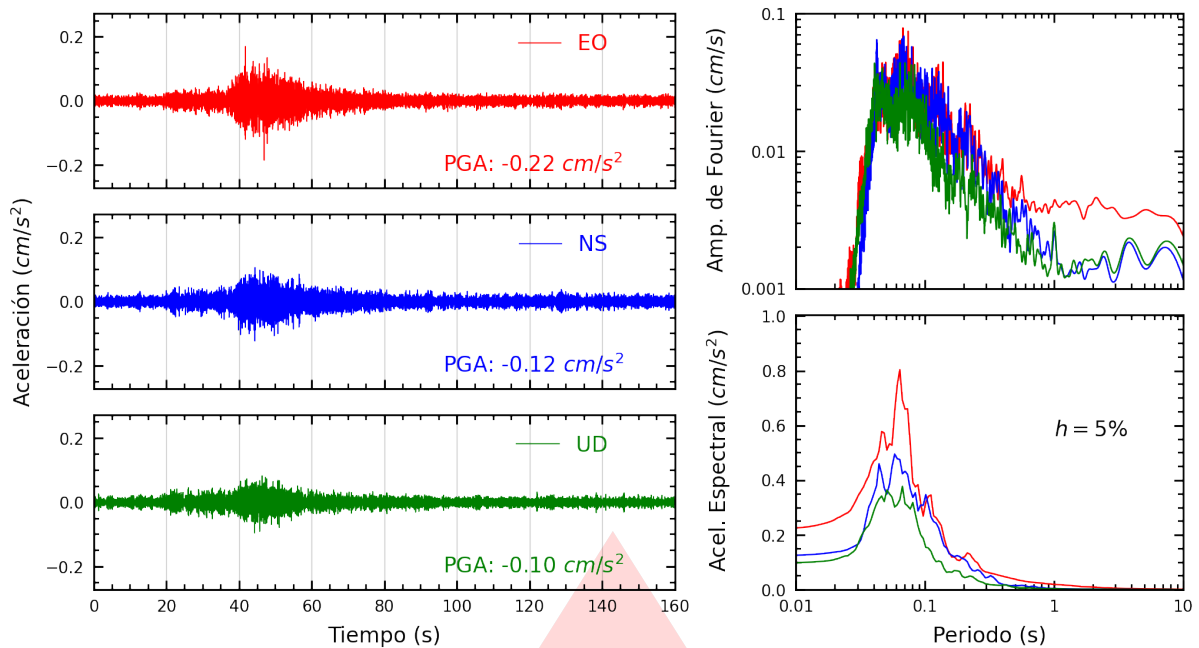 Aceleración (cm/s²)
0.2
0.0
−0.2
EO
PGA: -0.22 cm/s²
0.2
0.0
−0.2
NS
PGA: -0.12 cm/s²
0.2
0.0
−0.2
UD
PGA: -0.10 cm/s²
0 20 40 60 80 100 120 140 160
Tiempo (s)
Amp. de Fourier (cm/s)
0.1
0.01
0.001
Acel. Espectral (cm/s²)
1.0
0.8
0.6
0.4
0.2
0.0
h = 5%
0.01 0.1 1 10
Periodo (s)